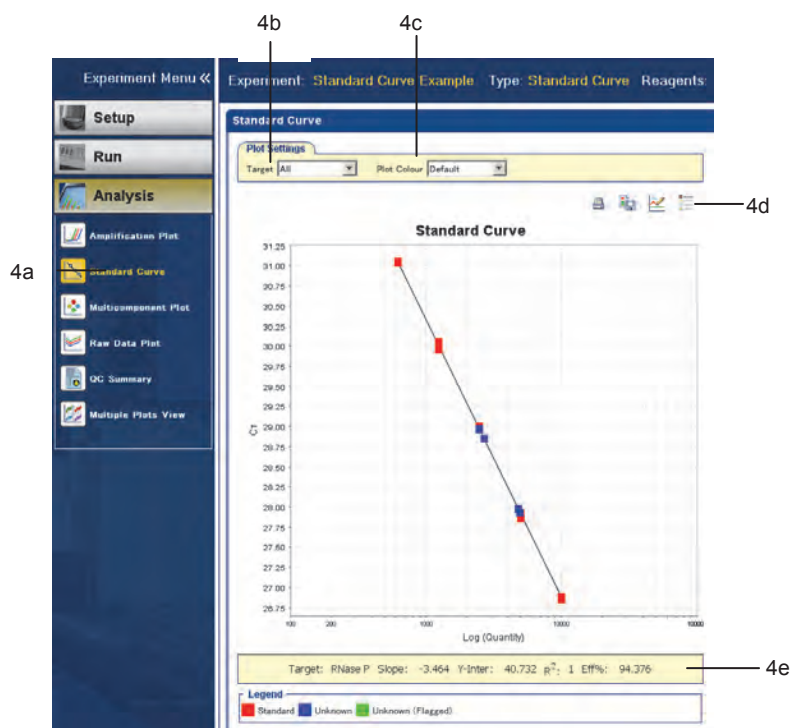 4b 4c
Experiment Menu «
Experiment: Standard Curve Example Type: Standard Curve Reagents:
Setup
Run
Analysis
Amplification Plot
4a
Standard Curve
Multicomponent Plot
Raw Data Plot
QC Summary
Multiple Plots View
Standard Curve
Plot Settings
Target All Plot Colour Default
4d
Standard Curve
31.25
31.00
30.75
30.50
30.25
30.00
29.75
29.50
29.25
29.00
28.75
28.50
28.25
28.00
27.75
27.50
27.25
27.00
26.75
CT
100 200 1000 10000 10000
Log (Quantity)
Target: RNase P Slope: -3.464 Y-Inter: 40.732 R²: 1 Eff%: 94.376
4e
Legend
Standard Unknown Unknown (Flagged)